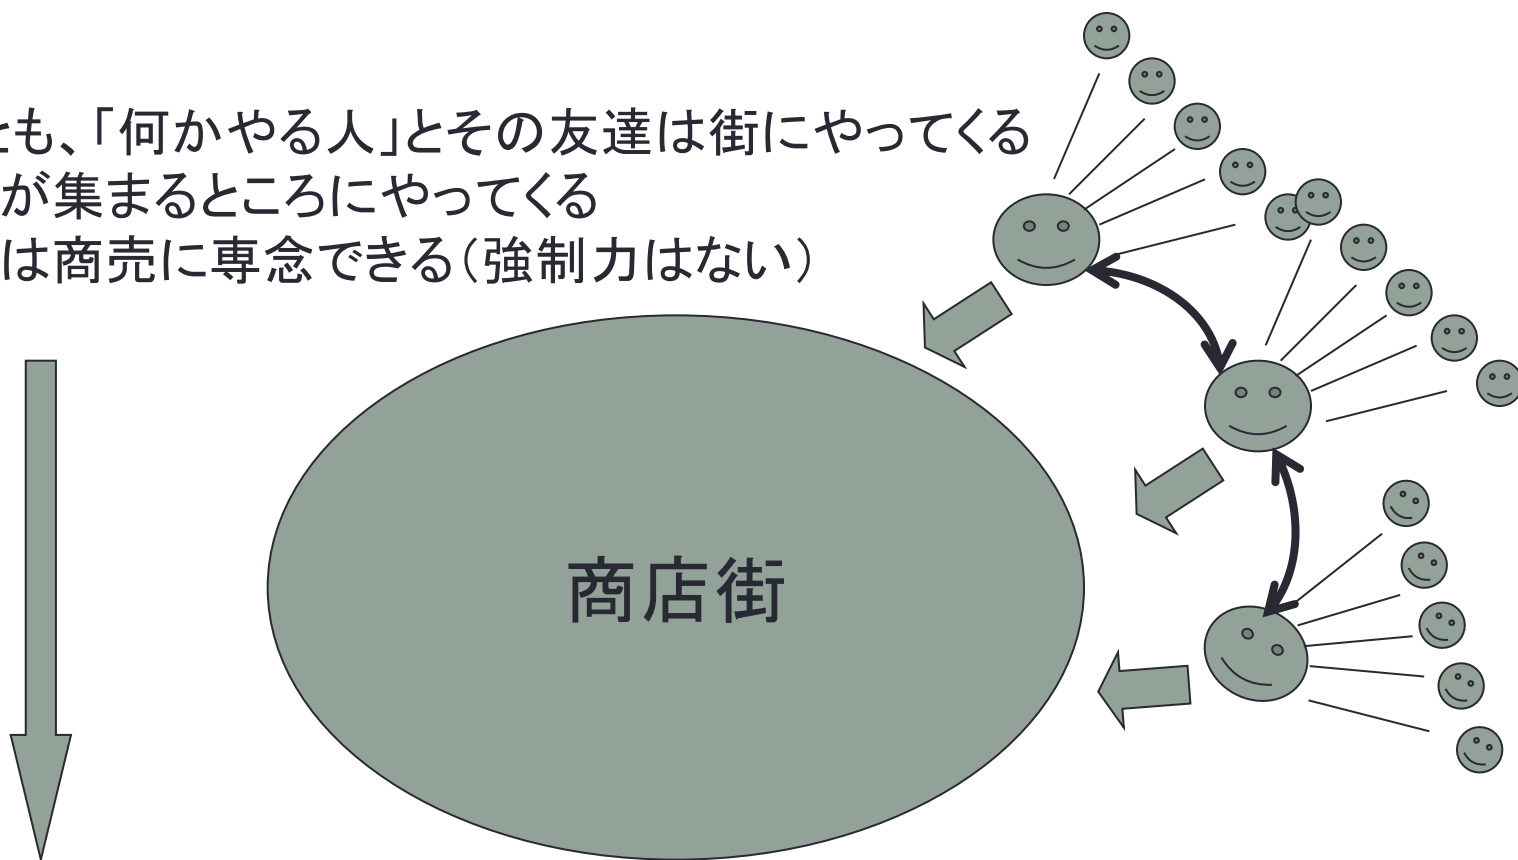 とも、「何かやる人」とその友達は街にやってくる
が集まるところにやってくる
は商売に専念できる（強制力はない）
商店街